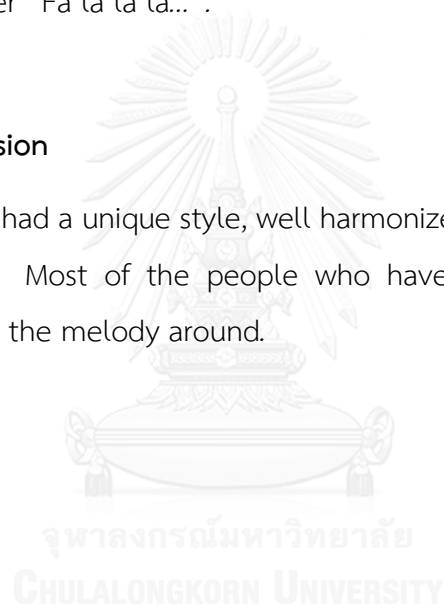 Fa la la la... .
sion
had a unique style, well harmonize
Most of the people who have
the melody around.
จุฬาลงกรณ์มหาวิทยาลัย
CHULALONGKORN UNIVERSITY